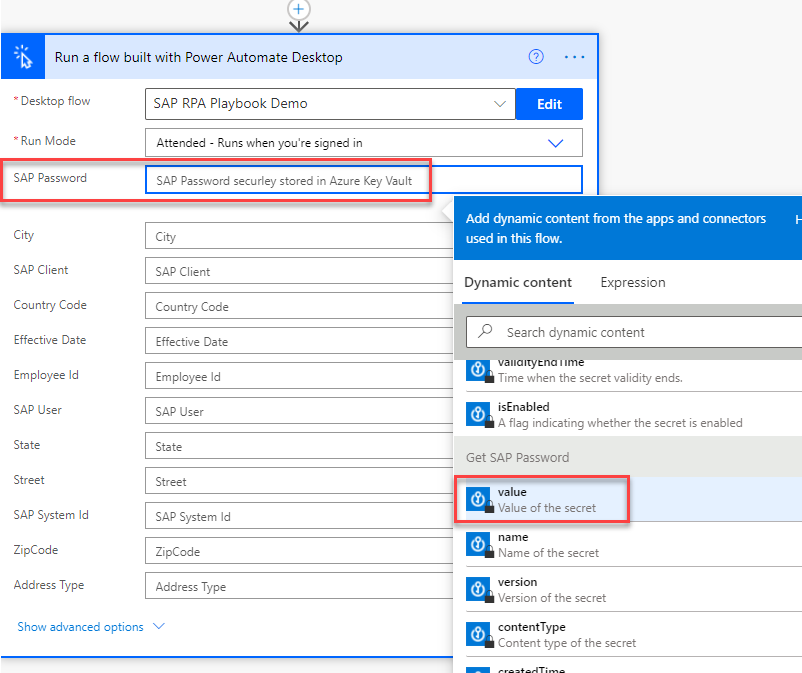 Run a flow built with Power Automate Desktop
* Desktop flow
SAP RPA Playbook Demo
Edit
* Run Mode
Attended - Runs when you're signed in
SAP Password
SAP Password securley stored in Azure Key Vault
City
City
SAP Client
SAP Client
Country Code
Country Code
Effective Date
Effective Date
Employee Id
Employee Id
SAP User
SAP User
State
State
Street
Street
SAP System Id
SAP System Id
ZipCode
ZipCode
Address Type
Address Type
Show advanced options
Add dynamic content from the apps and connectors
used in this flow.
H
Dynamic content
Expression
Search dynamic content
validityEndTime
Time when the secret validity ends.
isEnabled
A flag indicating whether the secret is enabled
Get SAP Password
value
Value of the secret
name
Name of the secret
version
Version of the secret
contentType
Content type of the secret
createdTime